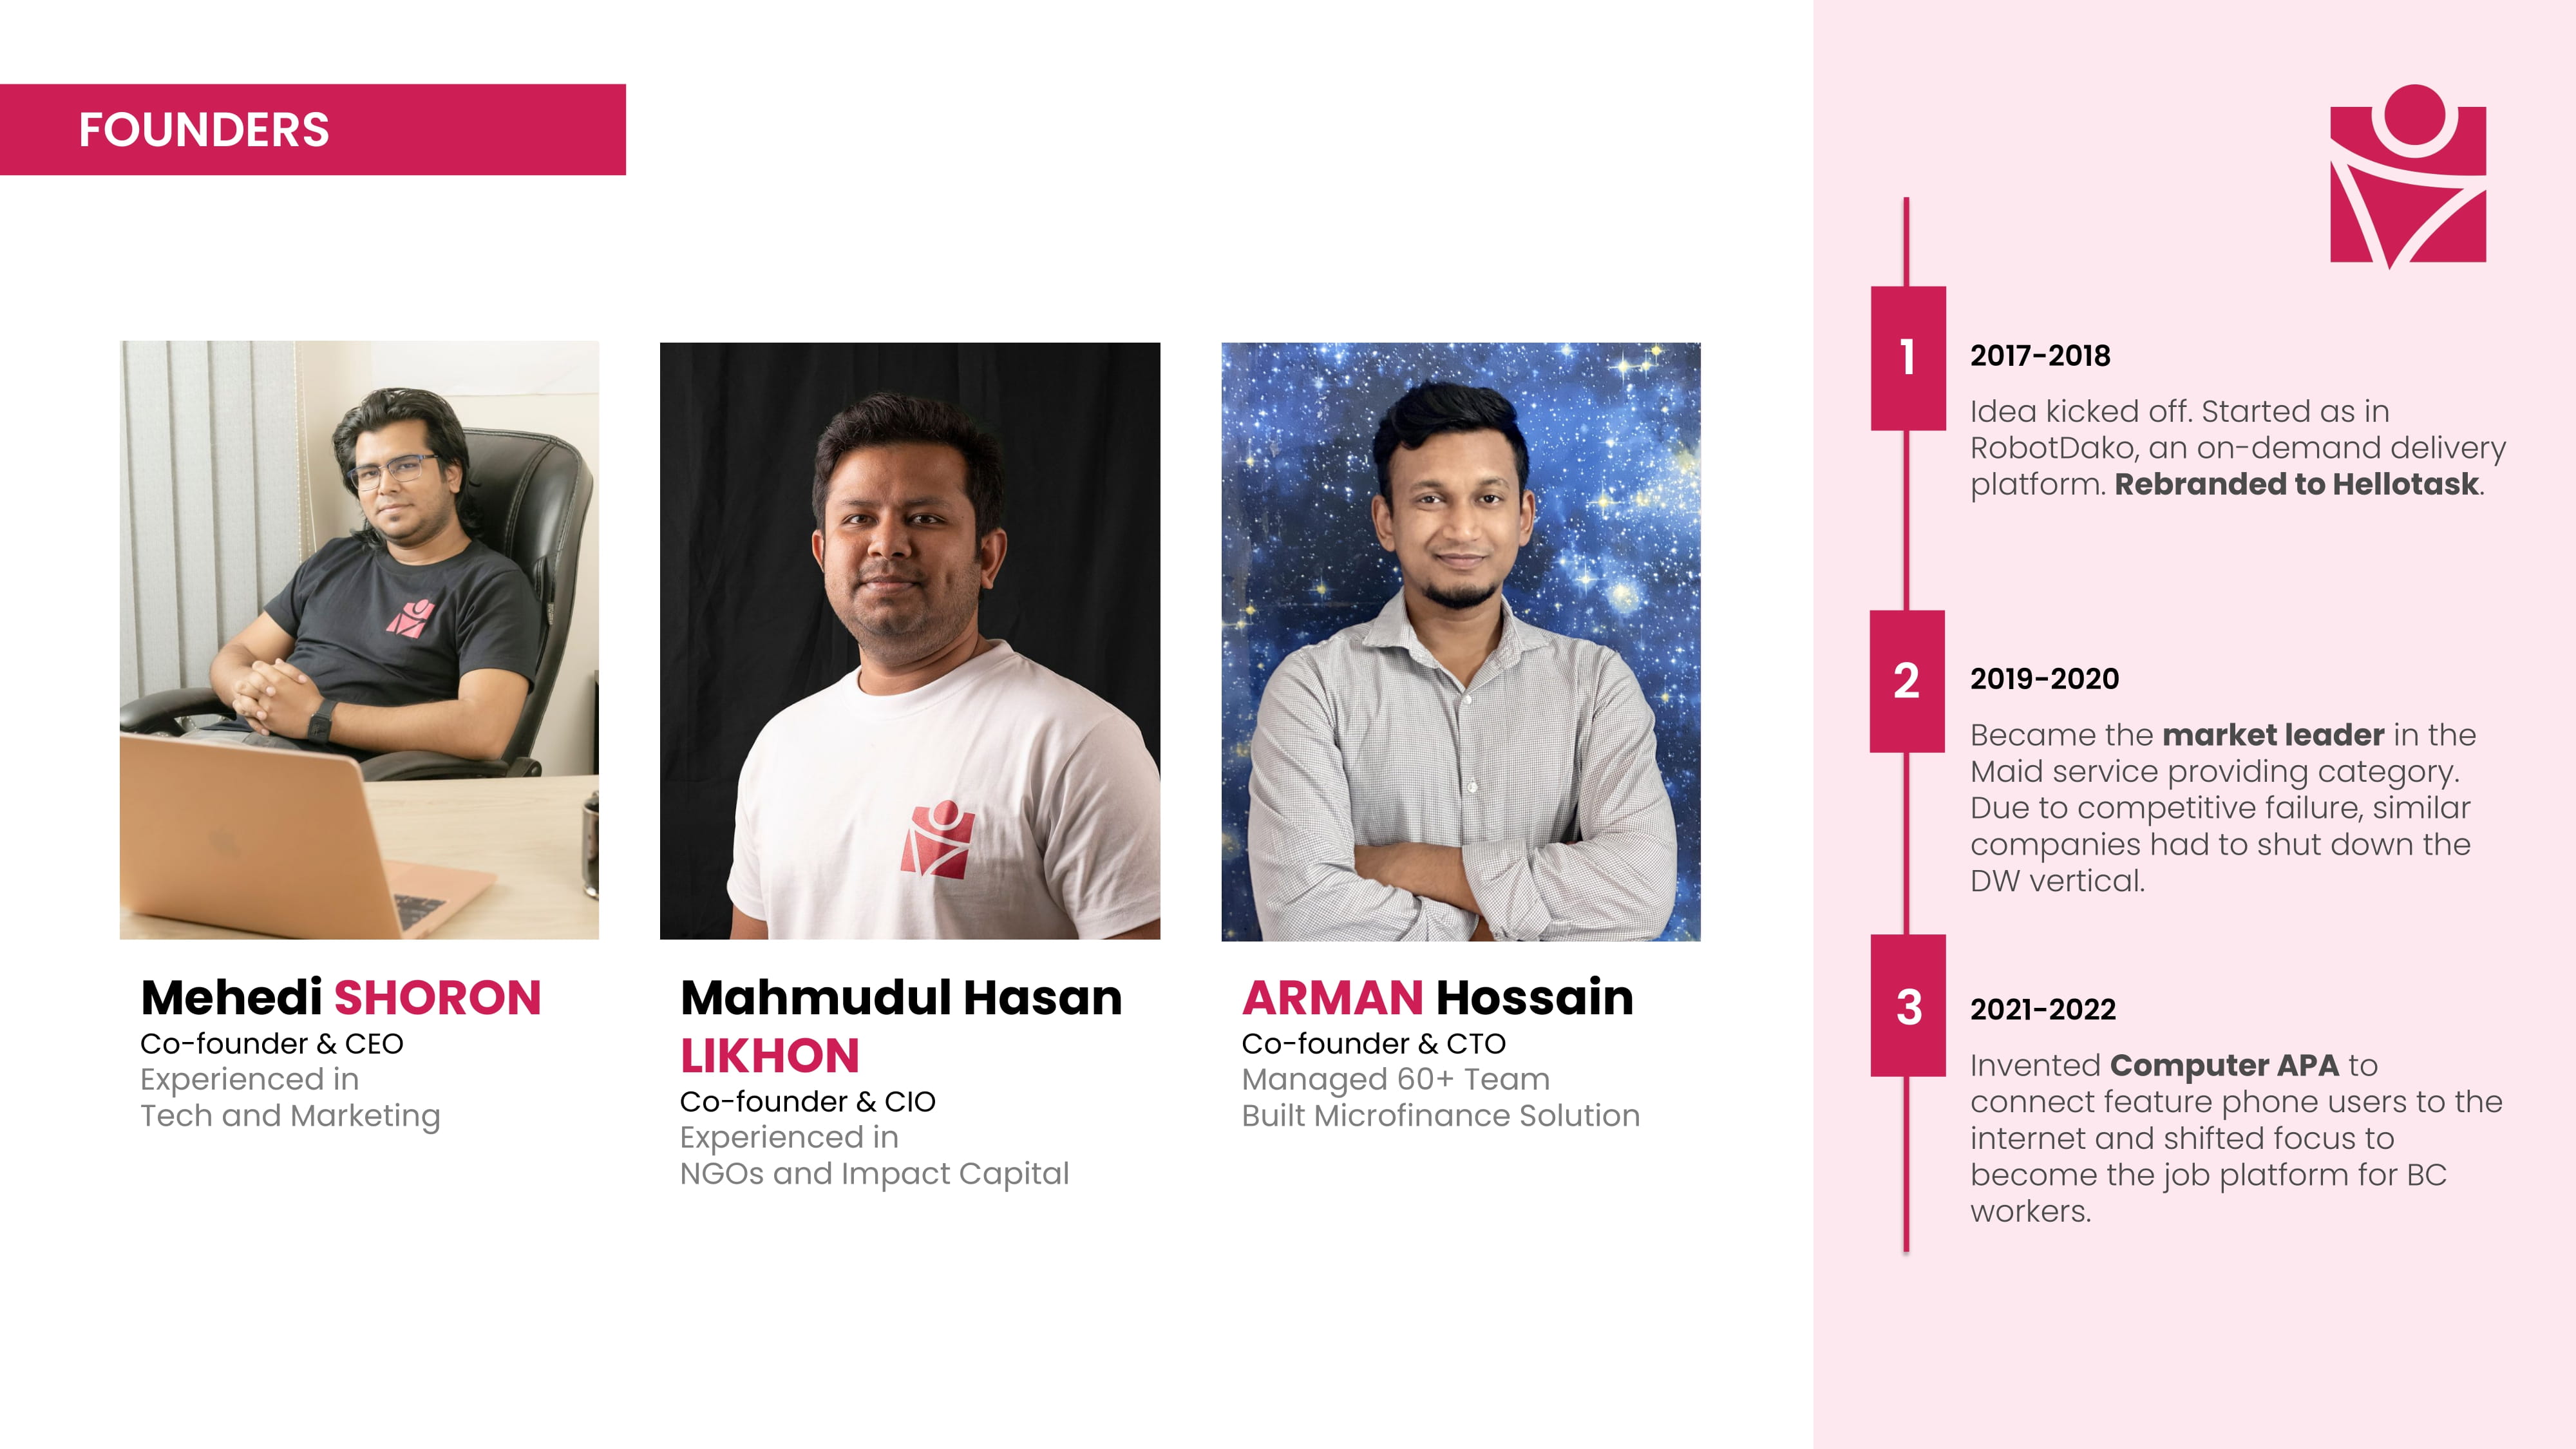 FOUNDERS
Mehedi SHORON
Co-founder & CEO
Experienced in
Tech and Marketing
Mahmudul Hasan
LIKHON
Co-founder & CIO
Experienced in
NGOs and Impact Capital
ARMAN Hossain
Co-founder & CTO
Managed 60+ Team
Built Microfinance Solution
1
2017-2018
Idea kicked off. Started as in
RobotDako, an on-demand delivery
platform. Rebranded to Hellotask.
2
2019-2020
Became the market leader in the
Maid service providing category.
Due to competitive failure, similar
companies had to shut down the
DW vertical.
3
2021-2022
Invented Computer APA to
connect feature phone users to the
internet and shifted focus to
become the job platform for BC
workers.